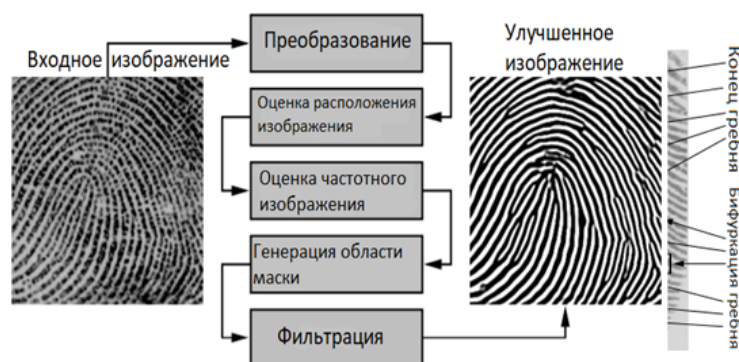 Входное изображение
Преобразование
Оценка расположения
изображения
Оценка частотного
изображения
Генерация области
маски
Фильтрация
Улучшенное
изображение
Конец гребня
Бифуркация гребня